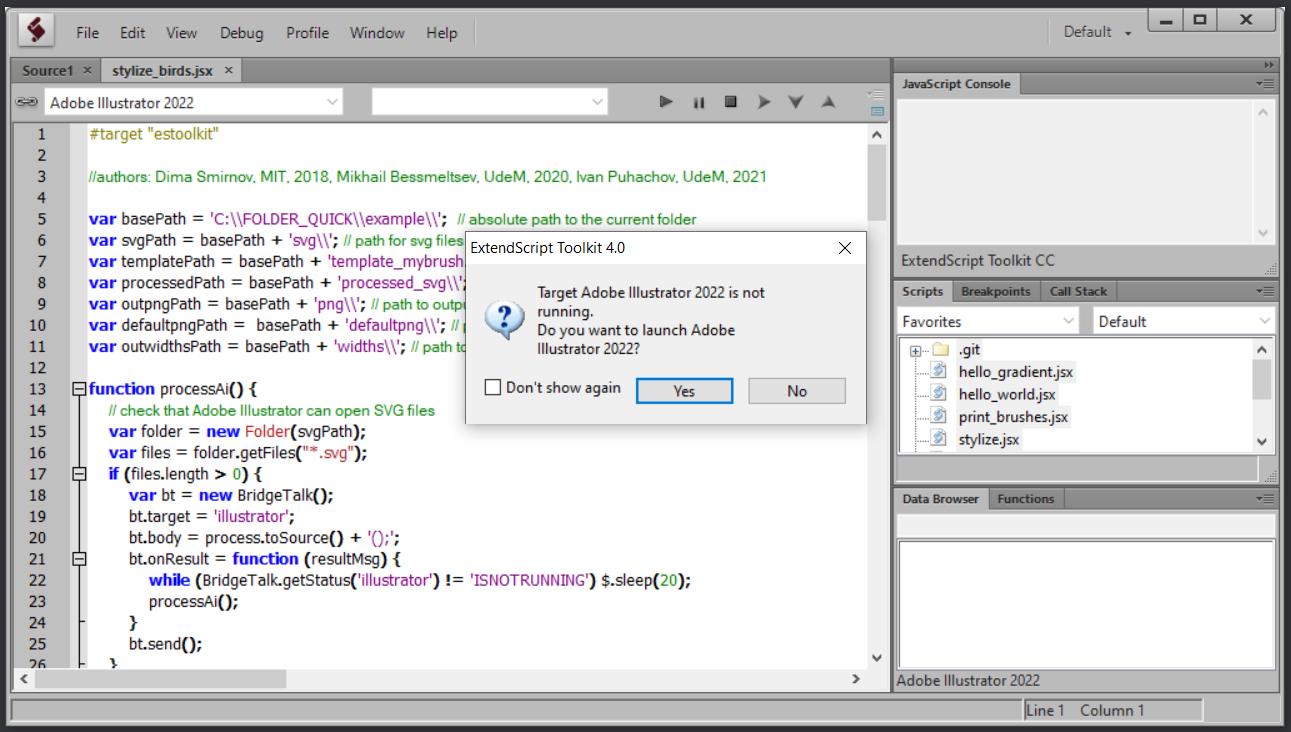 File Edit View Debug Profile Window Help
Default
Source1 × stylize_birds.jsx ×
Adobe Illustrator 2022
1 #target "estoolkit"
2
3 //authors: Dima Smirnov, MIT, 2018, Mikhail Bessmeltsev, UdeM, 2020, Ivan Puhachov, UdeM, 2021
4
5 var basePath = 'C:\\FOLDER_QUICK\\example\\'; // absolute path to the current folder
6 var svgPath = basePath + 'svg\\'; // path for svg files
7 var templatePath = basePath + 'template_mybrush.
8 var processedPath = basePath + 'processed_svg\\';
9 var outpngPath = basePath + 'png\\'; // path to outpu
10 var defaultpngPath = basePath + 'defaultpng\\'; // p
11 var outwidthsPath = basePath + 'widths\\'; // path to
12
13 function processAi() {
14 // check that Adobe Illustrator can open SVG files
15 var folder = new Folder(svgPath);
16 var files = folder.getFiles("*.svg");
17 if (files.length > 0) {
18 var bt = new BridgeTalk();
19 bt.target = 'illustrator';
20 bt.body = process.toSource() + '();';
21 bt.onResult = function (resultMsg) {
22 while (BridgeTalk.getStatus('illustrator') != 'ISNOTRUNNING') $.sleep(20);
23 processAi();
24 }
25 bt.send();
26 }
ExtendScript Toolkit 4.0
Target Adobe Illustrator 2022 is not
running.
Do you want to launch Adobe
Illustrator 2022?
Don't show again
Yes
No
JavaScript Console
ExtendScript Toolkit CC
Scripts Breakpoints Call Stack
Favorites Default
.git
hello_gradient.jsx
hello_world.jsx
print_brushes.jsx
stylize.jsx
Data Browser Functions
Adobe Illustrator 2022
Line 1 Column 1